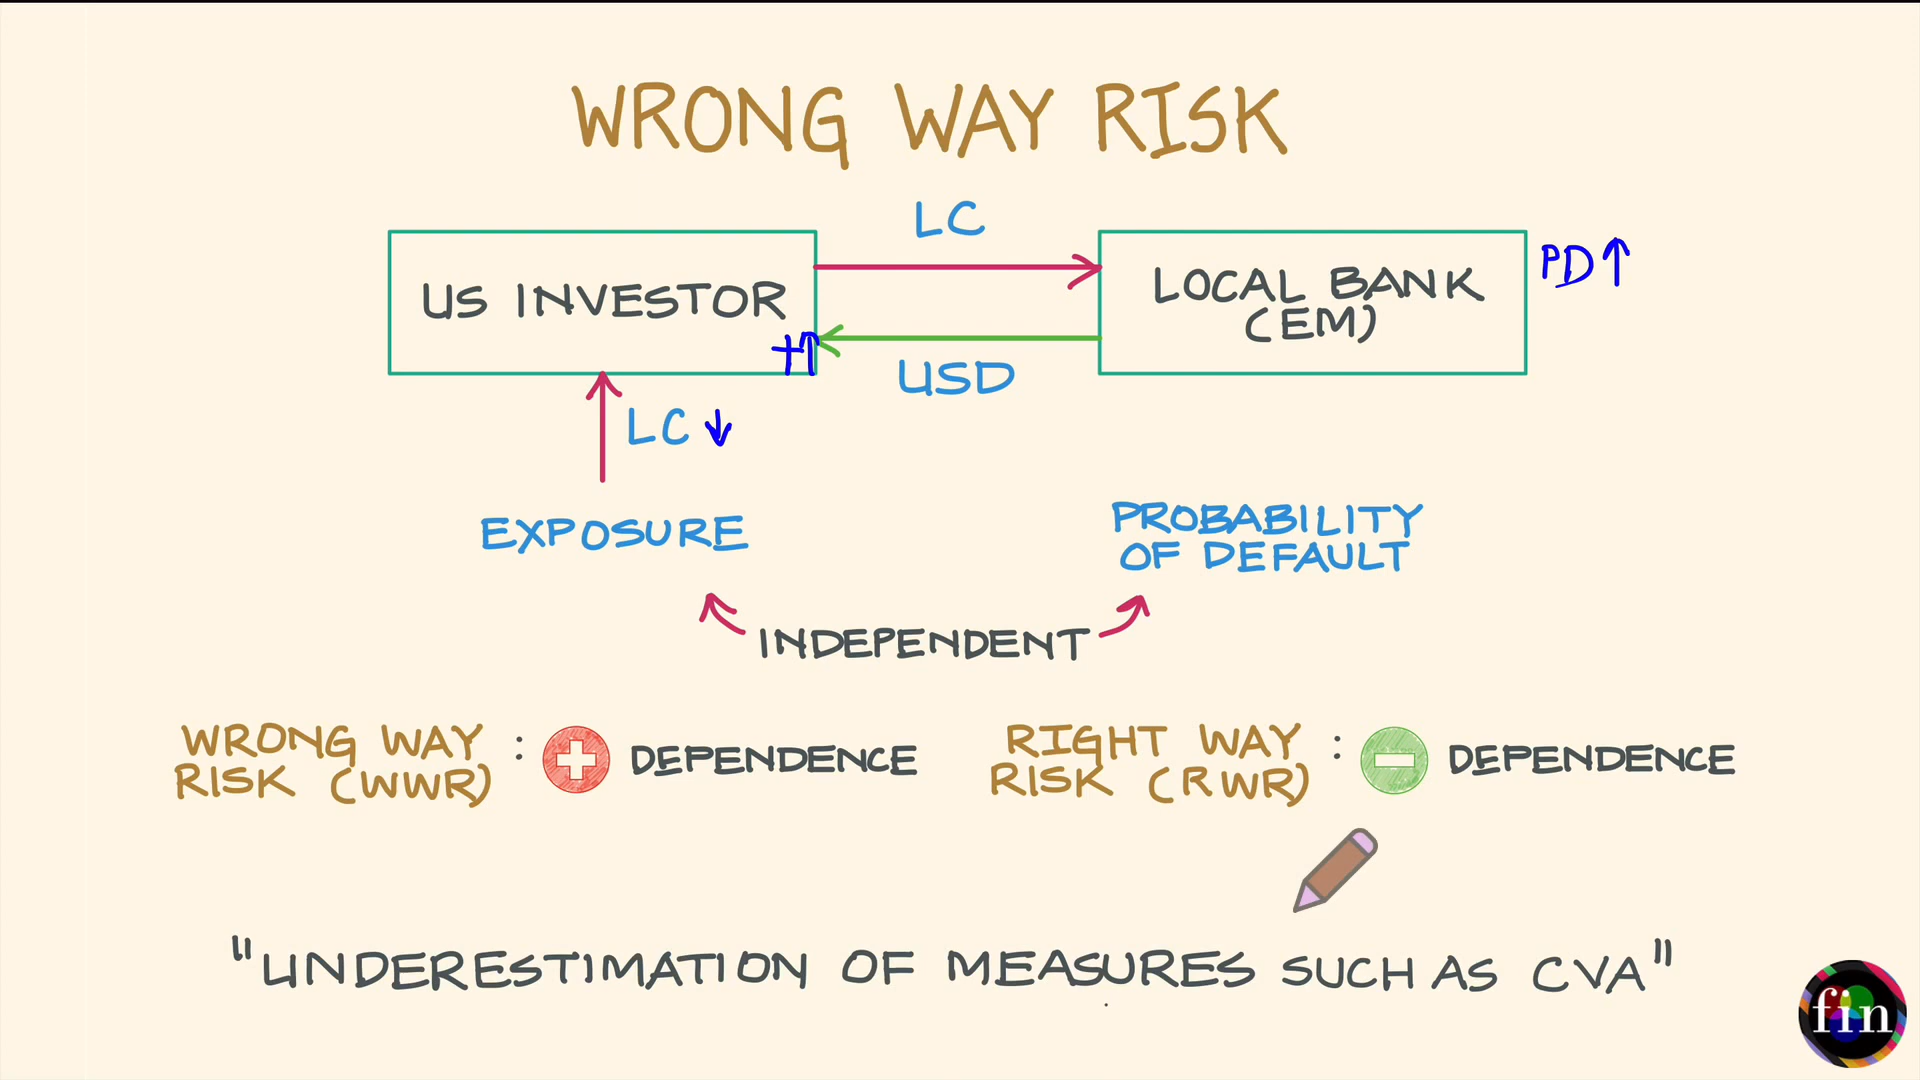 WRONG WAY RISK
LC
US INVESTOR
LOCAL BANK
(EM)
PD↑
+↑
USD
LC ↓
EXPOSURE
PROBABILITY
OF DEFAULT
INDEPENDENT
WRONG WAY
RISK (WWR)
: + DEPENDENCE
RIGHT WAY
RISK (RWR)
: − DEPENDENCE
"UNDERESTIMATION OF MEASURES SUCH AS CVA"
fin